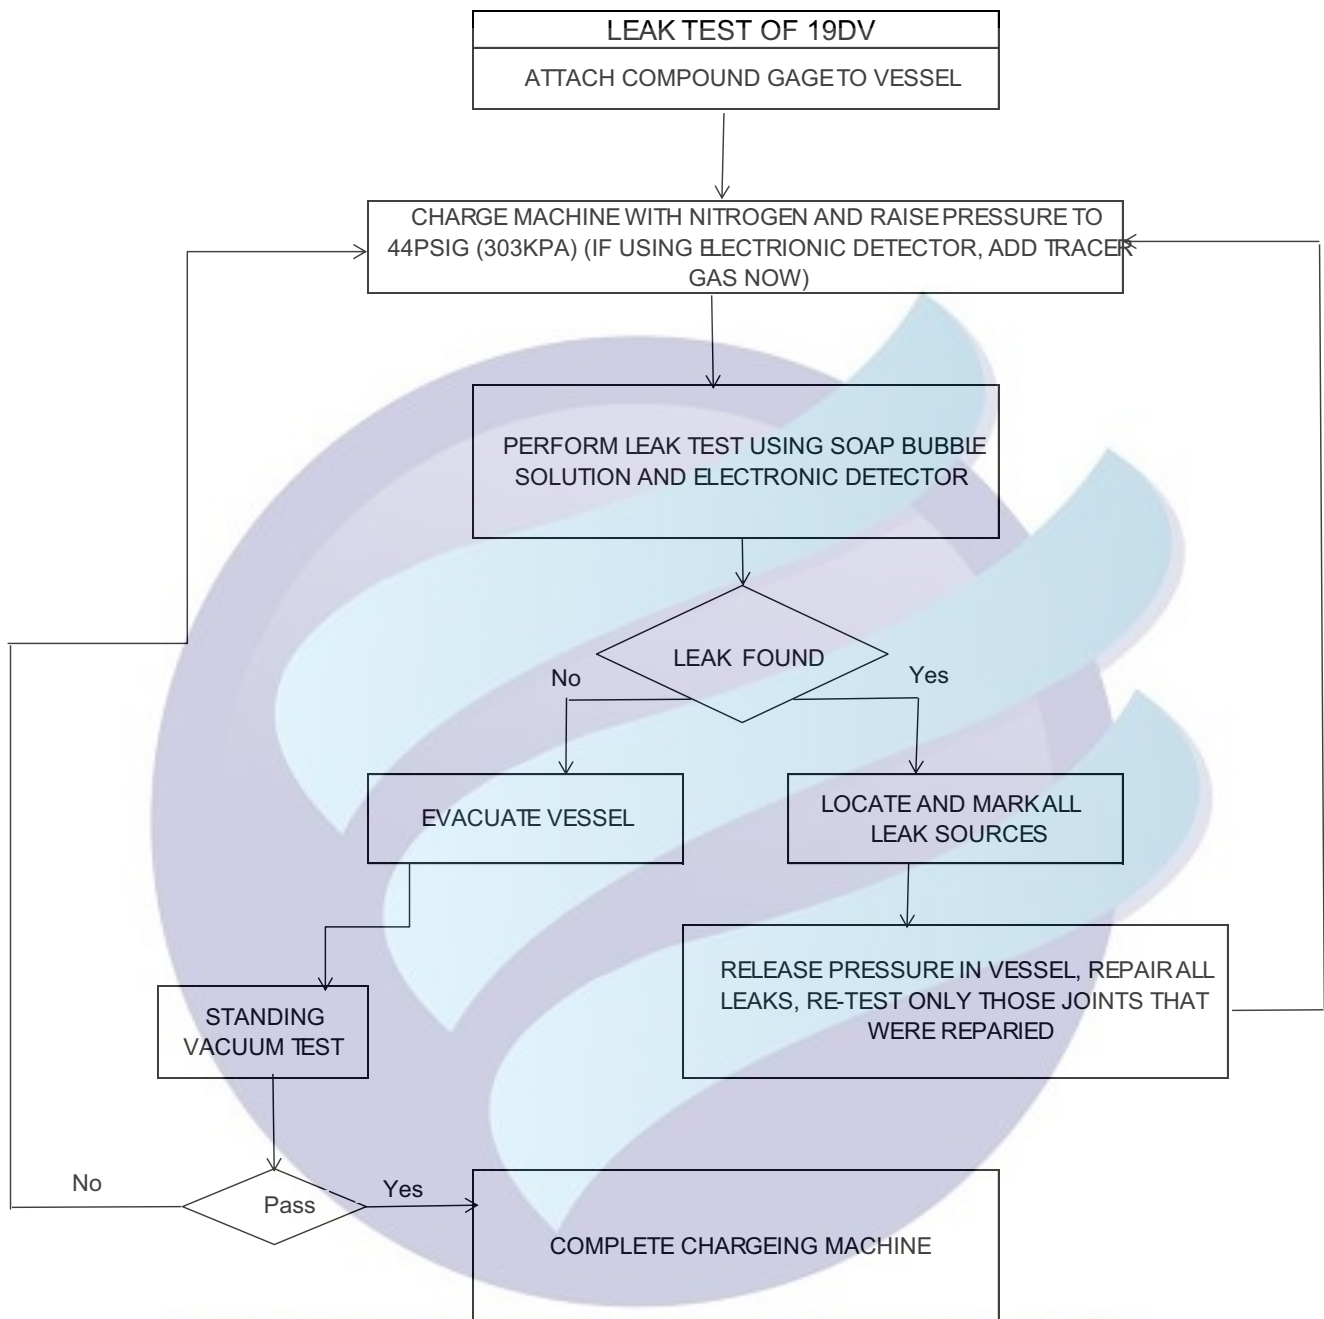 LEAK TEST OF 19DV
ATTACH COMPOUND GAGE TO VESSEL
CHARGE MACHINE WITH NITROGEN AND RAISE PRESSURE TO
44PSIG (303KPA) (IF USING ELECTRIONIC DETECTOR, ADD TRACER
GAS NOW)
PERFORM LEAK TEST USING SOAP BUBBLE
SOLUTION AND ELECTRONIC DETECTOR
LEAK FOUND
No
Yes
EVACUATE VESSEL
LOCATE AND MARK ALL
LEAK SOURCES
RELEASE PRESSURE IN VESSEL, REPAIR ALL
LEAKS, RE-TEST ONLY THOSE JOINTS THAT
WERE REPARIED
STANDING
VACUUM TEST
No
Pass
Yes
COMPLETE CHARGEING MACHINE